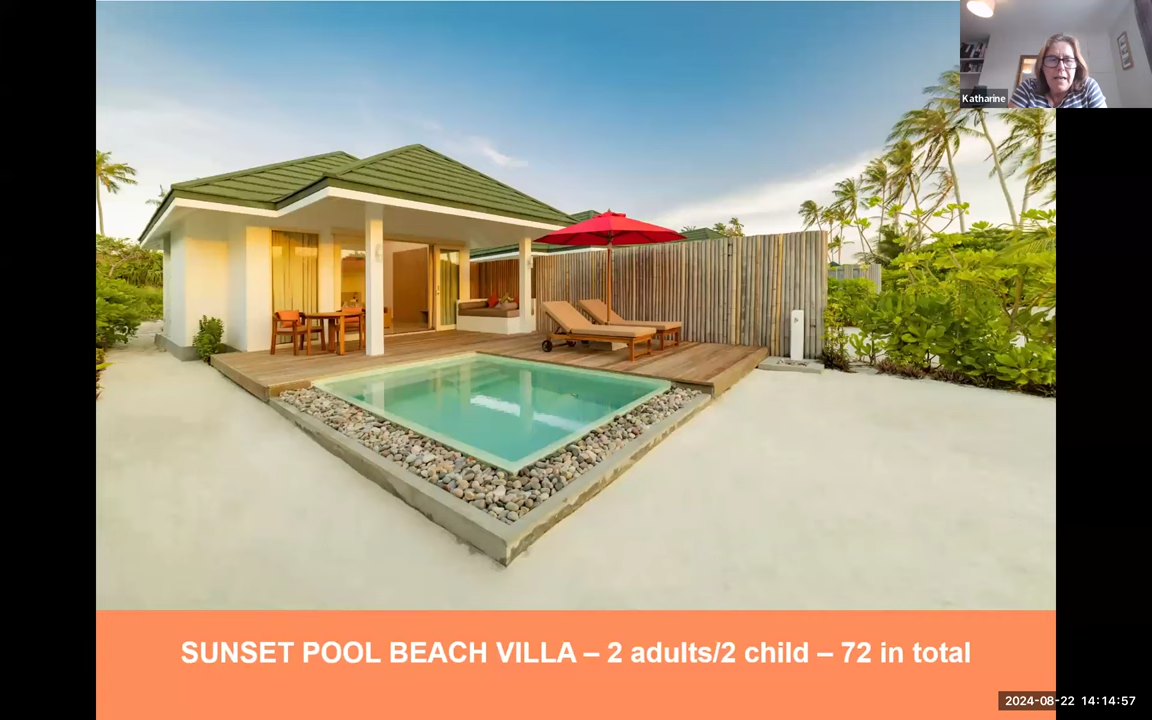 Katharine
SUNSET POOL BEACH VILLA – 2 adults/2 child – 72 in total
2024-08-22 14:14:57